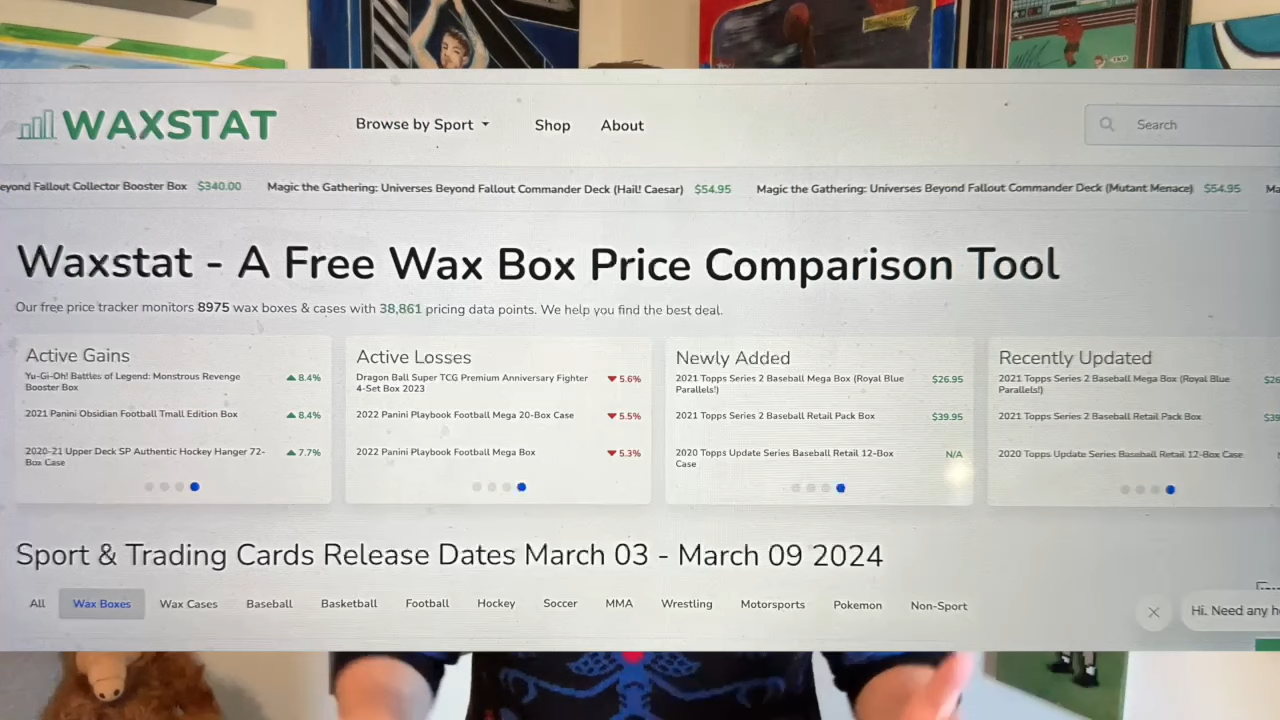 WAXSTAT
Browse by Sport
Shop
About
Search
eyond Fallout Collector Booster Box $340.00 Magic the Gathering: Universes Beyond Fallout Commander Deck (Hail! Caesar) $54.95 Magic the Gathering: Universes Beyond Fallout Commander Deck (Mutant Menace) $54.95 Ma
Waxstat - A Free Wax Box Price Comparison Tool
Our free price tracker monitors 8975 wax boxes & cases with 38,861 pricing data points. We help you find the best deal.
Active Gains
Yu-Gi-Oh! Battles of Legend: Monstrous Revenge 8.4%
Booster Box
2021 Panini Obsidian Football Tmall Edition Box 8.4%
2020-21 Upper Deck SP Authentic Hockey Hanger 72- 7.7%
Box Case
Active Losses
Dragon Ball Super TCG Premium Anniversary Fighter 5.6%
4-Set Box 2023
2022 Panini Playbook Football Mega 20-Box Case 5.5%
2022 Panini Playbook Football Mega Box 5.3%
Newly Added
2021 Topps Series 2 Baseball Mega Box (Royal Blue $26.95
Parallels!)
2021 Topps Series 2 Baseball Retail Pack Box $39.95
2020 Topps Update Series Baseball Retail 12-Box N/A
Case
Recently Updated
2021 Topps Series 2 Baseball Mega Box (Royal Blue $26
Parallels!)
2021 Topps Series 2 Baseball Retail Pack Box $39
2020 Topps Update Series Baseball Retail 12-Box Case
Sport & Trading Cards Release Dates March 03 - March 09 2024
All Wax Boxes Wax Cases Baseball Basketball Football Hockey Soccer MMA Wrestling Motorsports Pokemon Non-Sport
Hi. Need any h